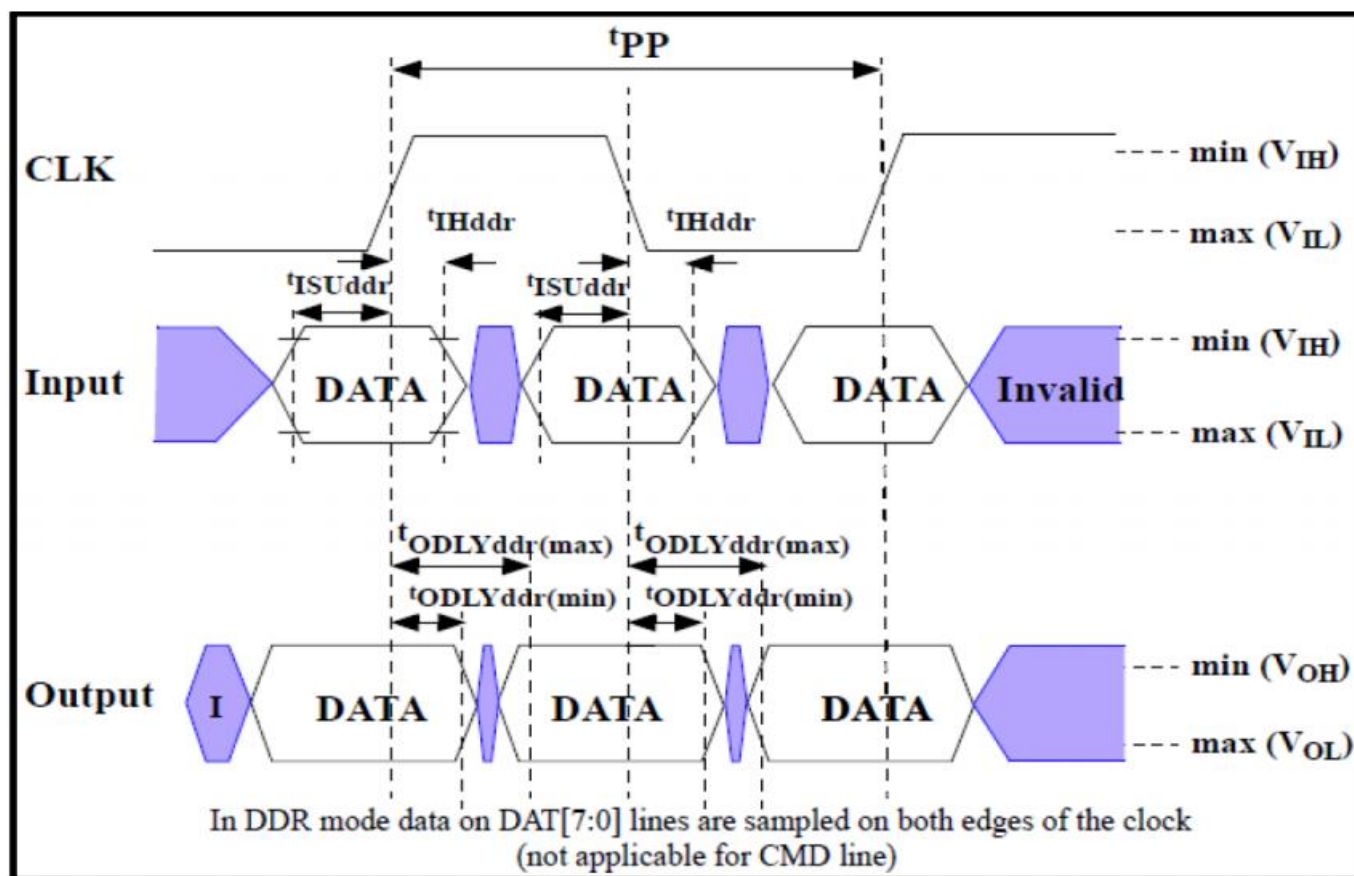 tPP
CLK
min (VIH)
tIHddr
tIHddr
max (VIL)
tISUddr
tISUddr
min (VIH)
Input
DATA
DATA
DATA
Invalid
max (VIL)
tODLYddr(max)
tODLYddr(max)
tODLYddr(min)
tODLYddr(min)
min (VOH)
Output
I
DATA
DATA
DATA
max (VOL)
In DDR mode data on DAT[7:0] lines are sampled on both edges of the clock
(not applicable for CMD line)